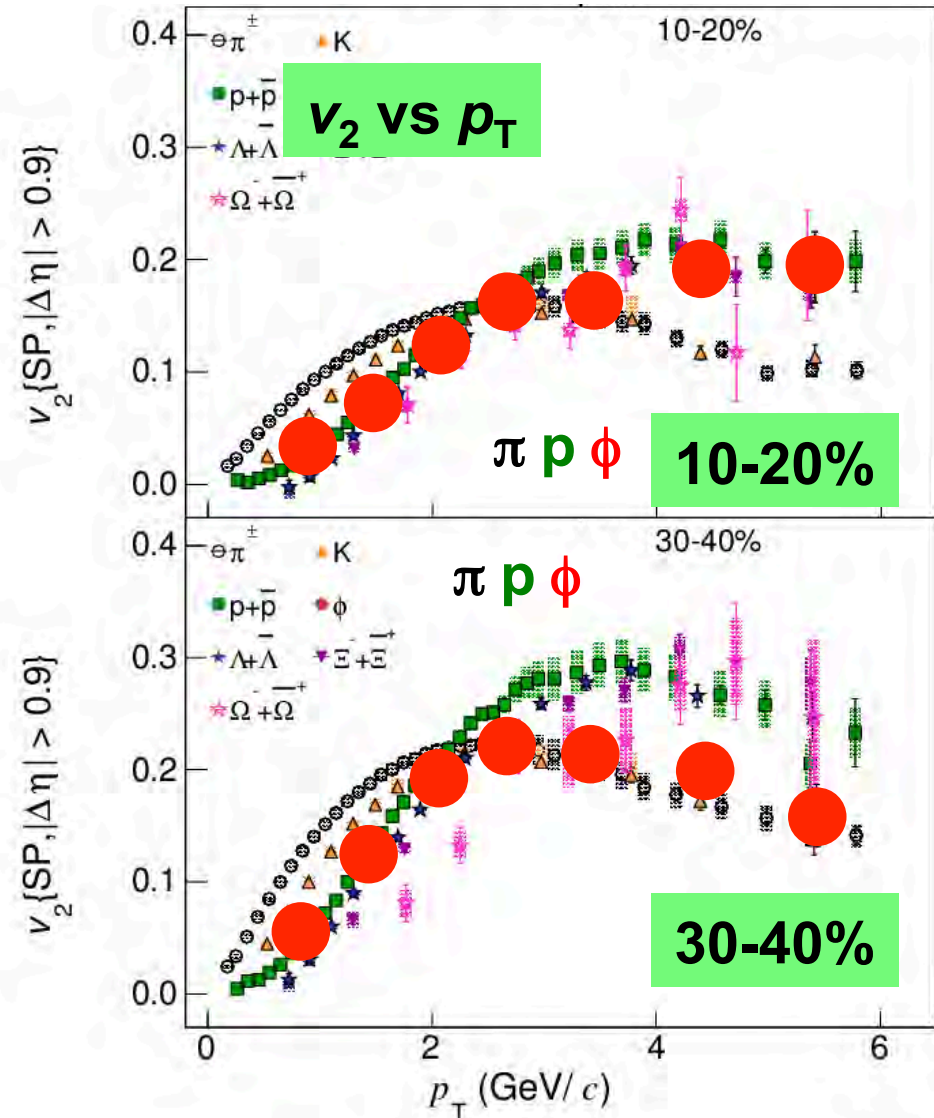 0.4
π± K
10-20%
p+p̄
v₂ vs p_T
0.3
Λ+Λ̄
Ω⁻+Ω̄⁺
0.2
0.1
π p φ
10-20%
0.0
v₂{SP,|Δη| > 0.9}
0.4
π± K
30-40%
π p φ
p+p̄ φ
0.3
Λ+Λ̄ Ξ⁻+Ξ̄⁺
Ω⁻+Ω̄⁺
0.2
0.1
30-40%
0.0
v₂{SP,|Δη| > 0.9}
0 2 4 6
p_T (GeV/c)